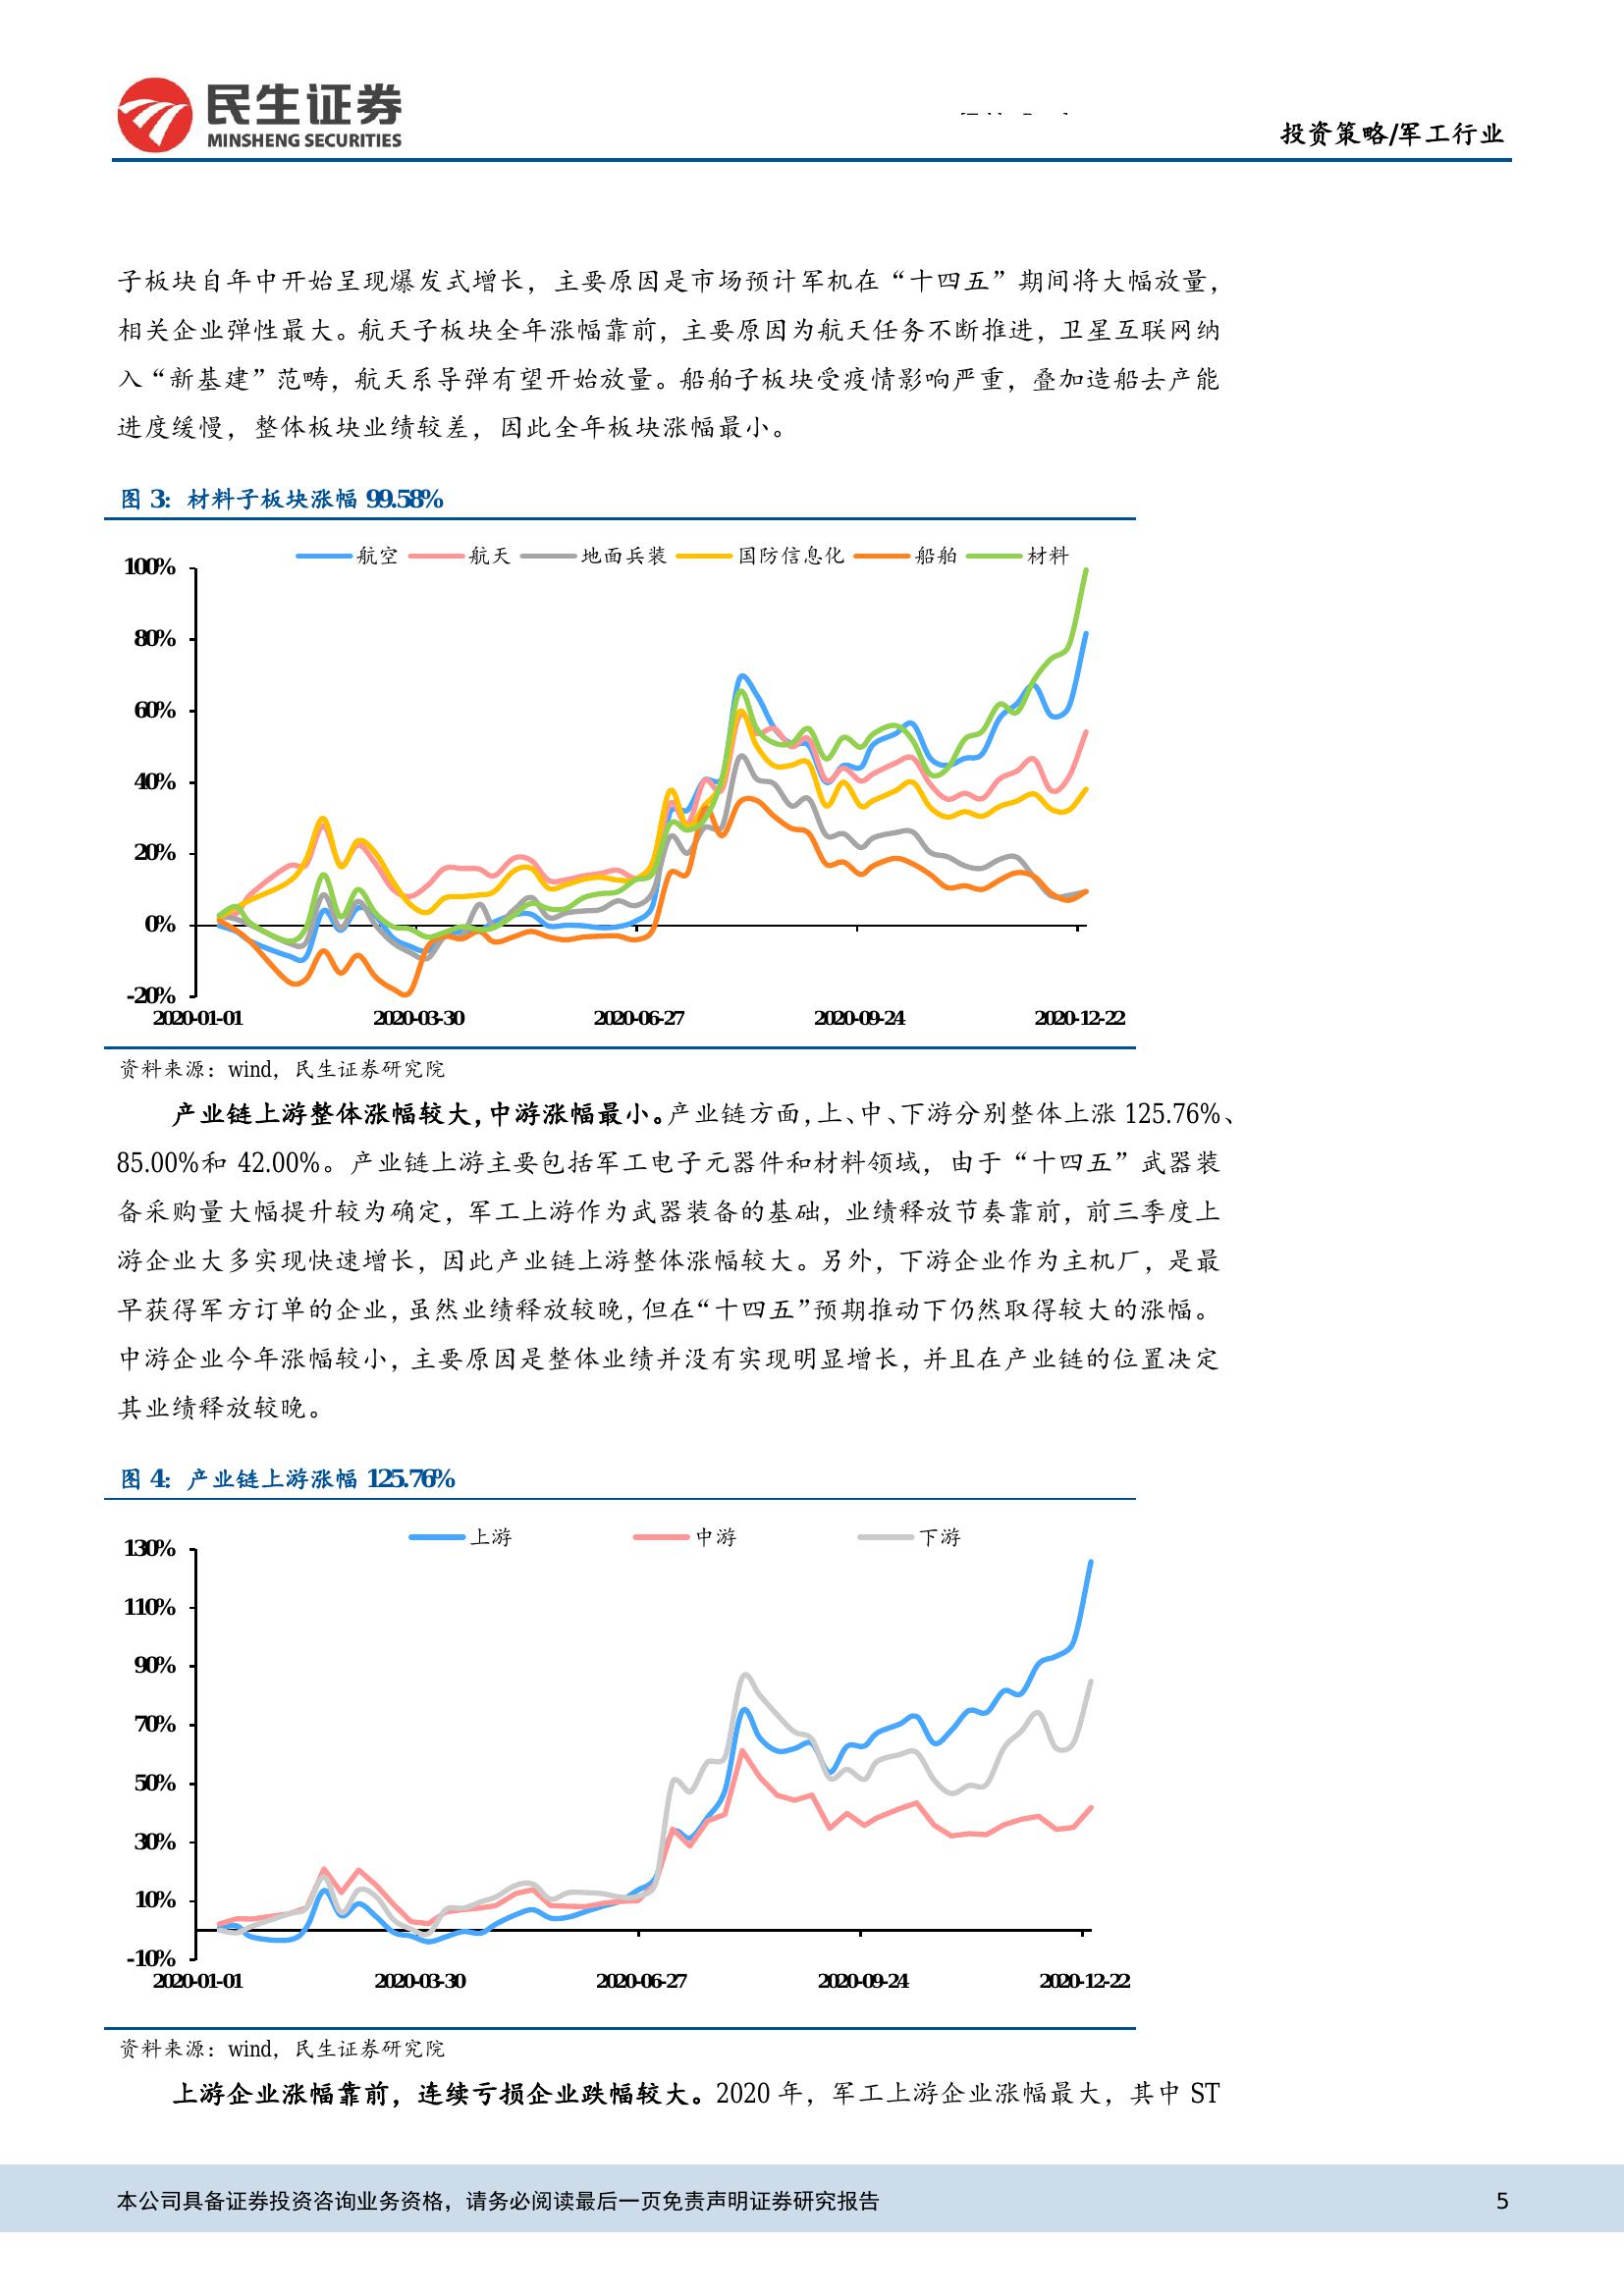 民生证券
MINSHENG SECURITIES
投资策略/军工行业
子板块自年中开始呈现爆发式增长，主要原因是市场预计军机在“十四五”期间将大幅放量，
相关企业弹性最大。航天子板块全年涨幅靠前，主要原因为航天任务不断推进，卫星互联网纳
入“新基建”范畴，航天系导弹有望开始放量。船舶子板块受疫情影响严重，叠加造船去产能
进度缓慢，整体板块业绩较差，因此全年板块涨幅最小。
图 3：材料子板块涨幅 99.58%
航空 航天 地面兵装 国防信息化 船舶 材料
100%
80%
60%
40%
20%
0%
-20%
2020-01-01 2020-03-30 2020-06-27 2020-09-24 2020-12-22
资料来源：wind，民生证券研究院
产业链上游整体涨幅较大，中游涨幅最小。产业链方面，上、中、下游分别整体上涨 125.76%、
85.00%和 42.00%。产业链上游主要包括军工电子元器件和材料领域，由于“十四五”武器装
备采购量大幅提升较为确定，军工上游作为武器装备的基础，业绩释放节奏靠前，前三季度上
游企业大多实现快速增长，因此产业链上游整体涨幅较大。另外，下游企业作为主机厂，是最
早获得军方订单的企业，虽然业绩释放较晚，但在“十四五”预期推动下仍然取得较大的涨幅。
中游企业今年涨幅较小，主要原因是整体业绩并没有实现明显增长，并且在产业链的位置决定
其业绩释放较晚。
图 4：产业链上游涨幅 125.76%
上游 中游 下游
130%
110%
90%
70%
50%
30%
10%
-10%
2020-01-01 2020-03-30 2020-06-27 2020-09-24 2020-12-22
资料来源：wind，民生证券研究院
上游企业涨幅靠前，连续亏损企业跌幅较大。2020 年，军工上游企业涨幅最大，其中 ST
本公司具备证券投资咨询业务资格，请务必阅读最后一页免责声明证券研究报告 5